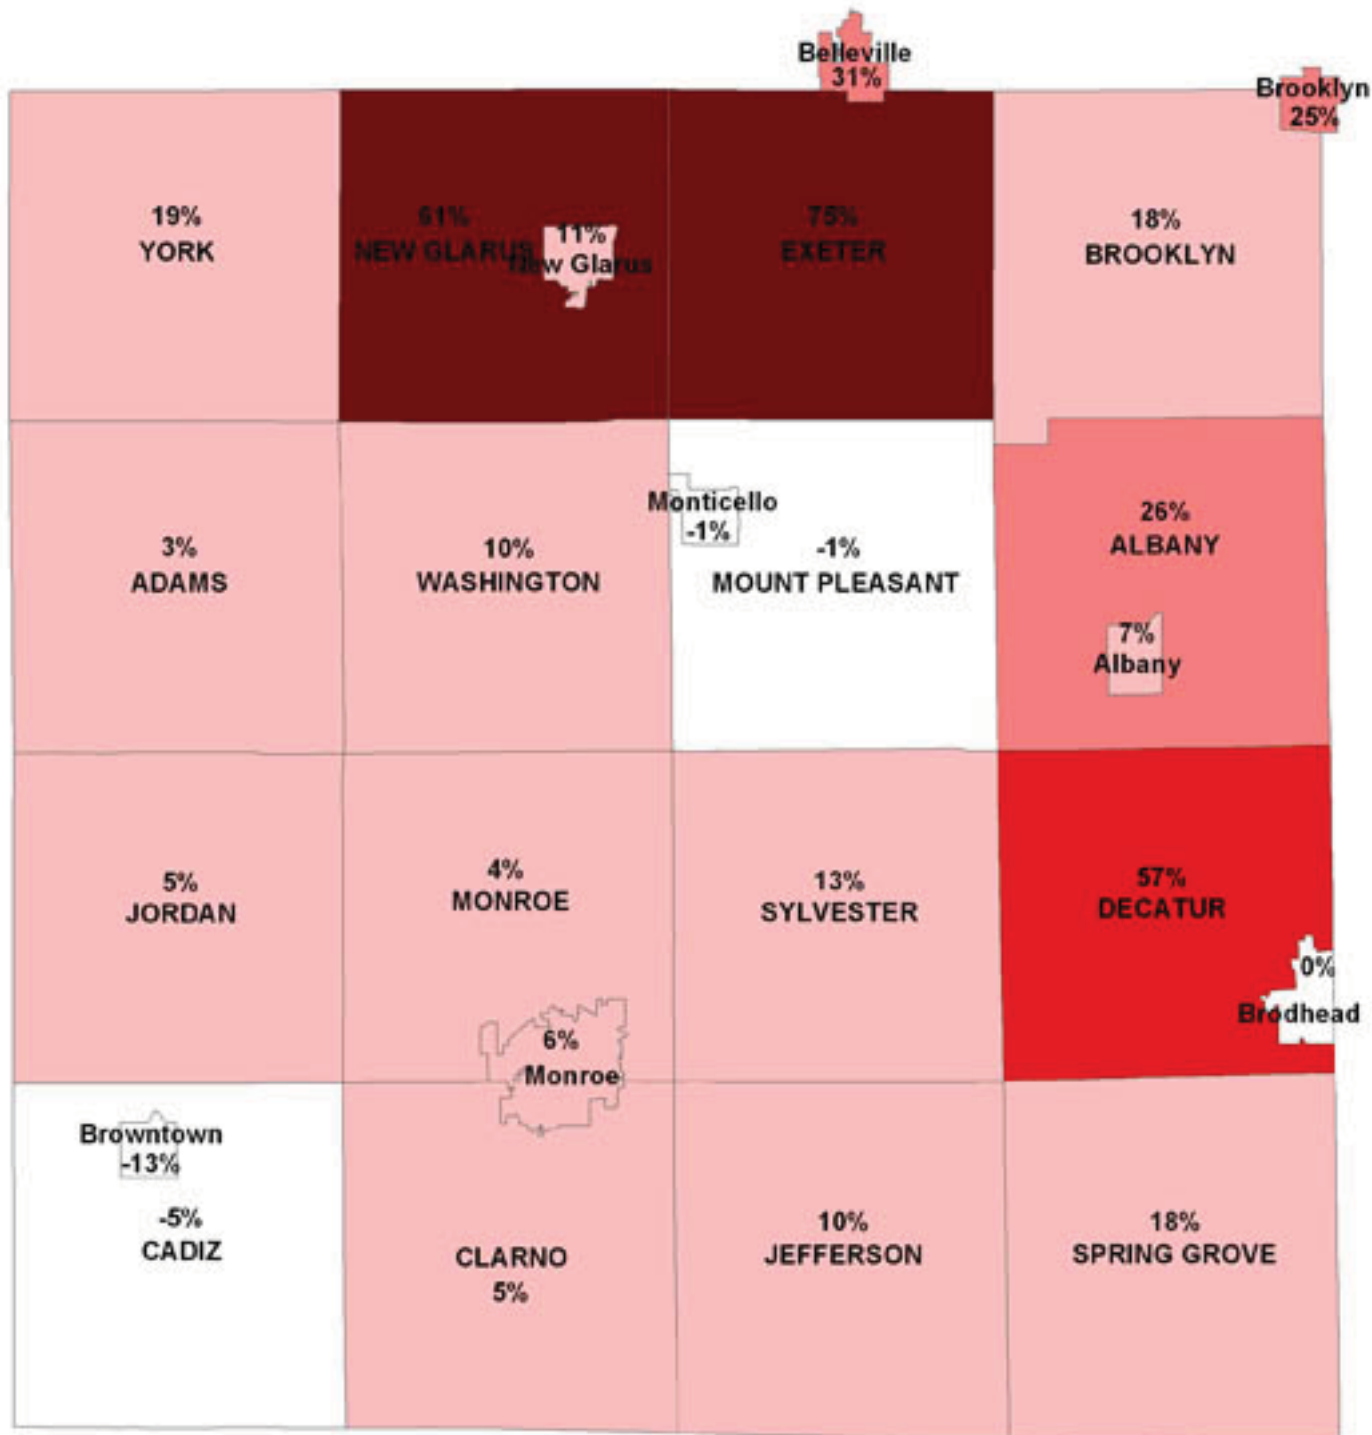 Belleville
31%
Brooklyn
25%
19%
YORK
61%
NEW GLARUS
11%
New Glarus
75%
EXETER
18%
BROOKLYN
3%
ADAMS
10%
WASHINGTON
Monticello
-1%
-1%
MOUNT PLEASANT
26%
ALBANY
7%
Albany
5%
JORDAN
4%
MONROE
13%
SYLVESTER
57%
DECATUR
0%
Brodhead
6%
Monroe
Browntown
-13%
-5%
CADIZ
CLARNO
5%
10%
JEFFERSON
18%
SPRING GROVE